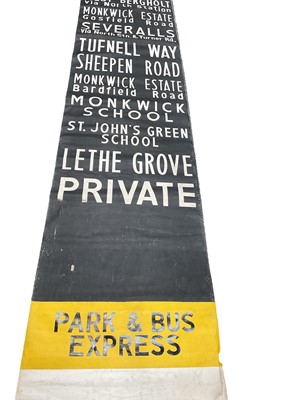 BERGHOLT
Via North Station
MONKWICK ESTATE
Gosfield Road
SEVERALLS
Via North Stn. & Turner Rd.
TUFNELL WAY
SHEEPEN ROAD
MONKWICK ESTATE
Bardfield Road
MONKWICK
SCHOOL
ST. JOHN'S GREEN
SCHOOL
LETHE GROVE
PRIVATE
PARK & BUS
EXPRESS